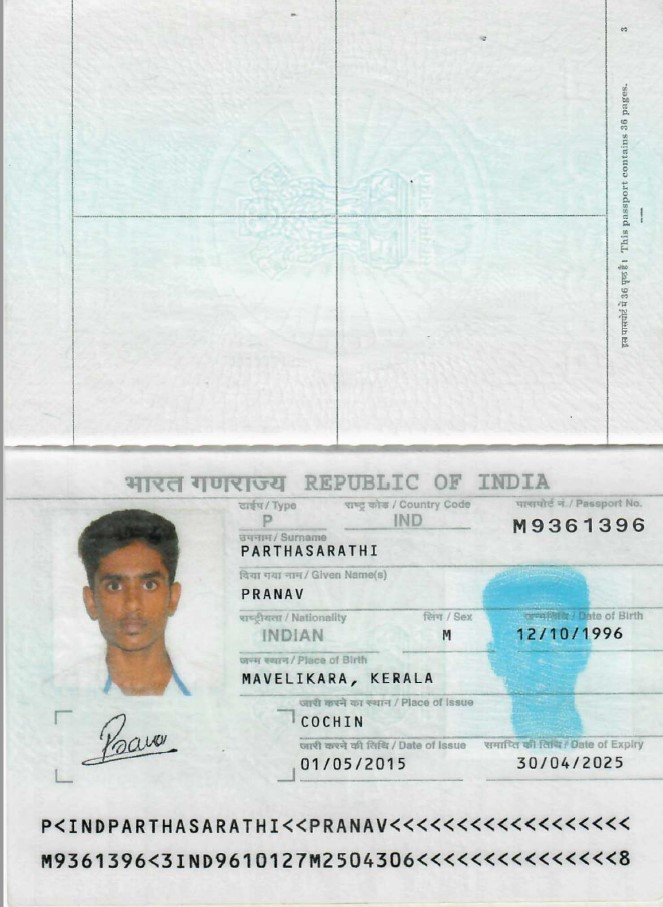 3
इस पासपोर्ट में 36 पृष्ठ हैं। This passport contains 36 pages.
भारत गणराज्य REPUBLIC OF INDIA
टाईप / Type राष्ट्र कोड / Country Code पासपोर्ट नं. / Passport No.
P IND M9361396
उपनाम / Surname
PARTHASARATHI
दिया गया नाम / Given Name(s)
PRANAV
राष्ट्रीयता / Nationality लिंग / Sex जन्मतिथि / Date of Birth
INDIAN M 12/10/1996
जन्म स्थान / Place of Birth
MAVELIKARA, KERALA
जारी करने का स्थान / Place of Issue
COCHIN
जारी करने की तिथि / Date of Issue समाप्ति की तिथि / Date of Expiry
01/05/2015 30/04/2025
Pranav
P<INDPARTHASARATHI<<PRANAV<<<<<<<<<<<<<<<<<<
M9361396<3IND9610127M2504306<<<<<<<<<<<<<<<8